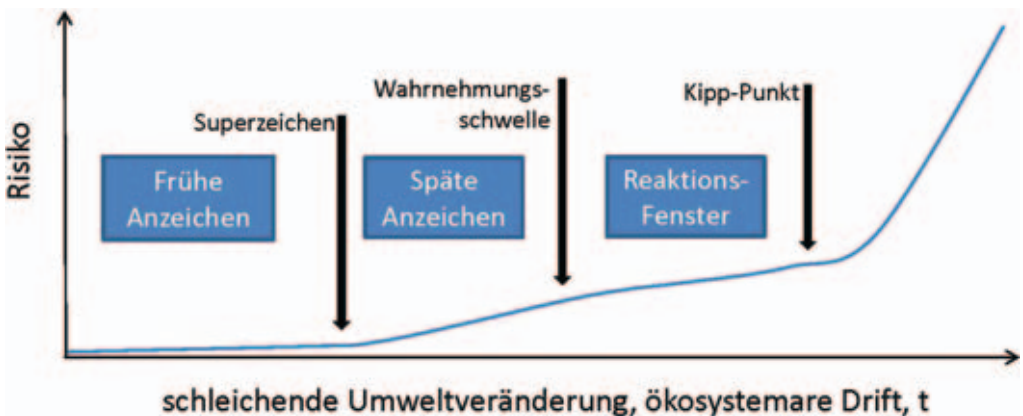 Risiko
Superzeichen
Wahrnehmungs-
schwelle
Kipp-Punkt
Frühe
Anzeichen
Späte
Anzeichen
Reaktions-
Fenster
schleichende Umweltveränderung, ökosystemare Drift, t